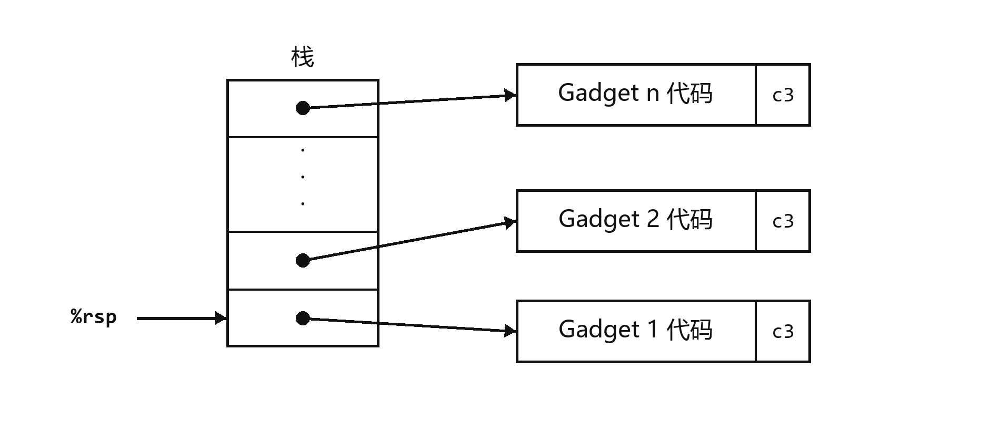 栈
Gadget n 代码 c3
.
.
.
Gadget 2 代码 c3
%rsp
Gadget 1 代码 c3